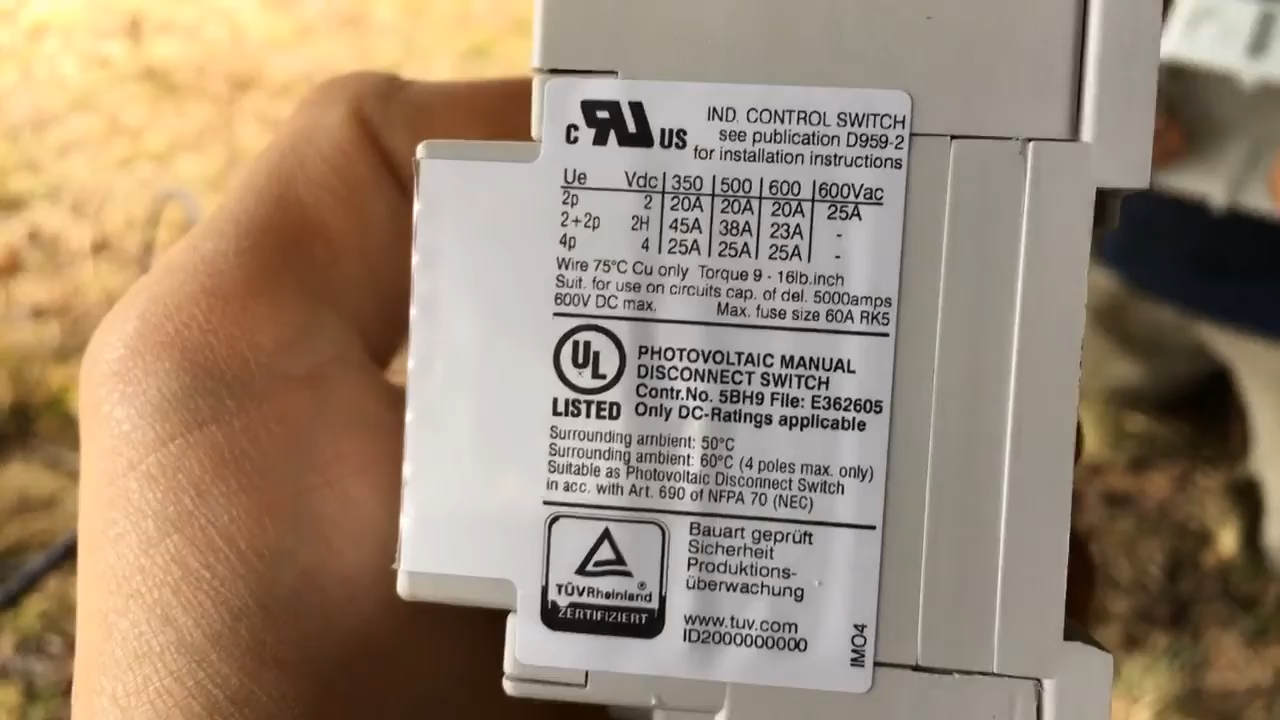 C RU US
IND. CONTROL SWITCH
see publication D959-2
for installation instructions
Ue Vdc 350 500 600 600Vac
2p 2 20A 20A 20A 25A
2+2p 2H 45A 38A 23A -
4p 4 25A 25A 25A -
Wire 75°C Cu only Torque 9 - 16lb.inch
Suit. for use on circuits cap. of del. 5000amps
600V DC max. Max. fuse size 60A RK5
UL
LISTED
PHOTOVOLTAIC MANUAL
DISCONNECT SWITCH
Contr.No. 5BH9 File: E362605
Only DC-Ratings applicable
Surrounding ambient: 50°C
Surrounding ambient: 60°C (4 poles max. only)
Suitable as Photovoltaic Disconnect Switch
in acc. with Art. 690 of NFPA 70 (NEC)
TÜVRheinland®
ZERTIFIZIERT
Bauart geprüft
Sicherheit
Produktions-
überwachung
www.tuv.com
ID2000000000
IMO4